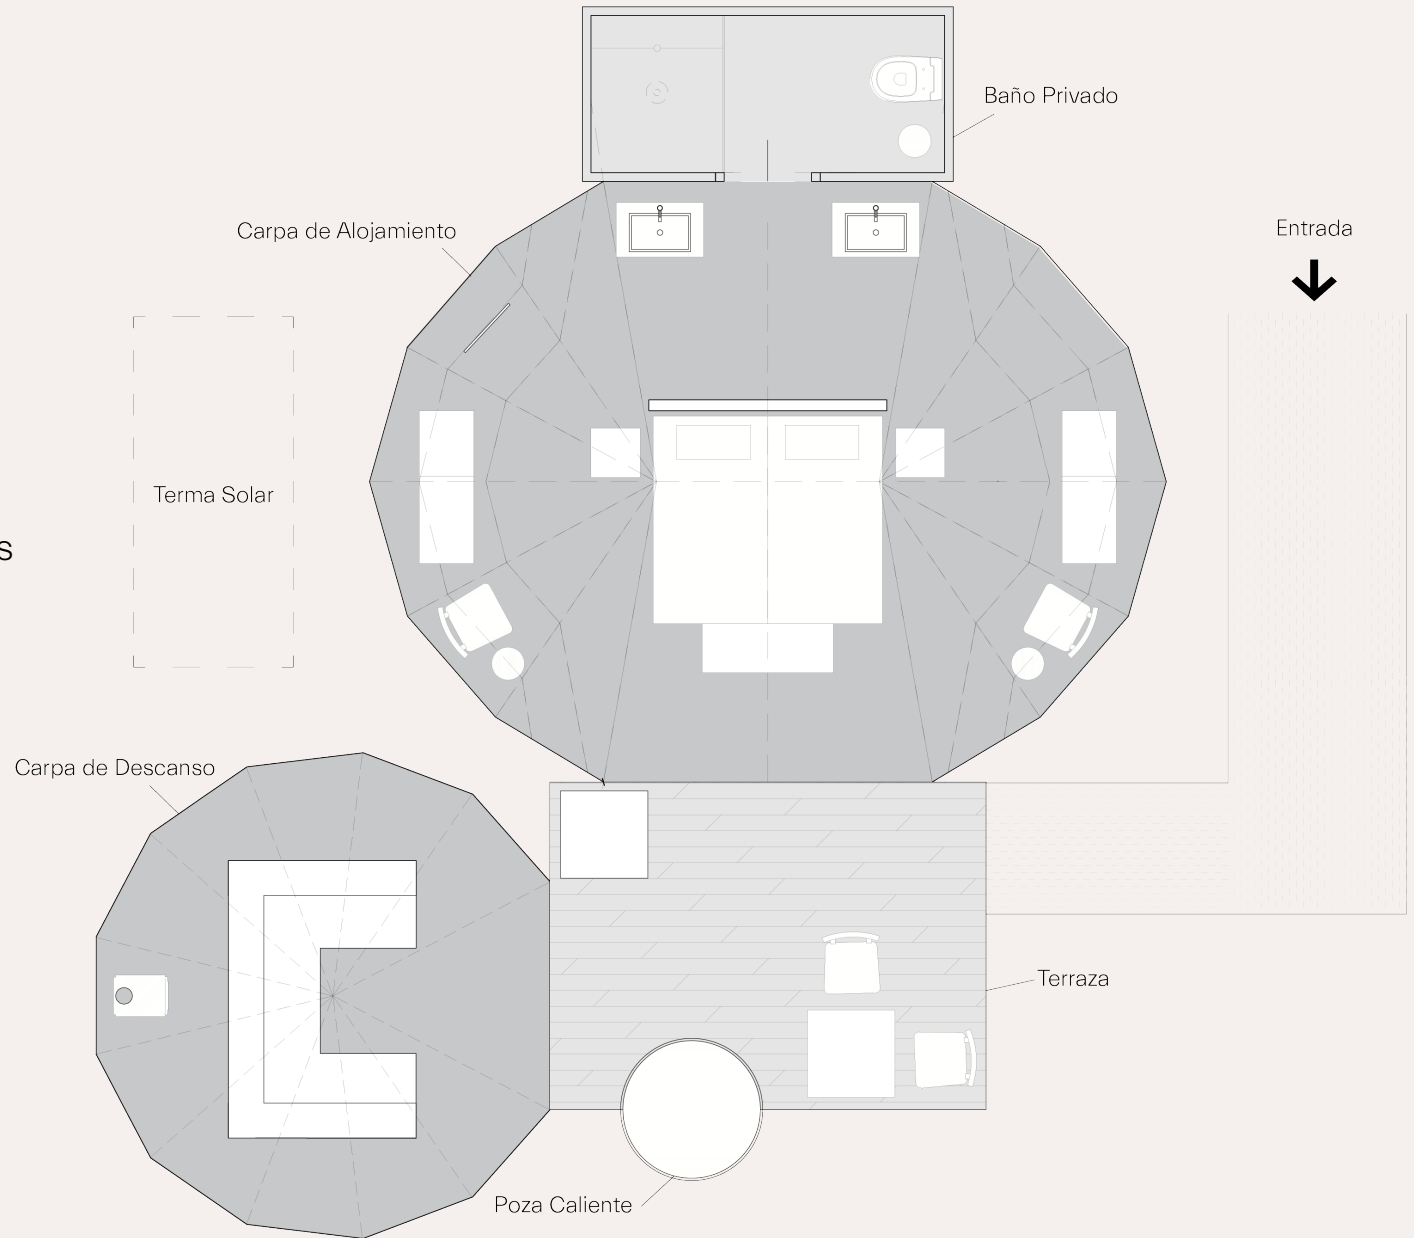 Baño Privado
Carpa de Alojamiento
Entrada
Terma Solar
s
Carpa de Descanso
Terraza
Poza Caliente